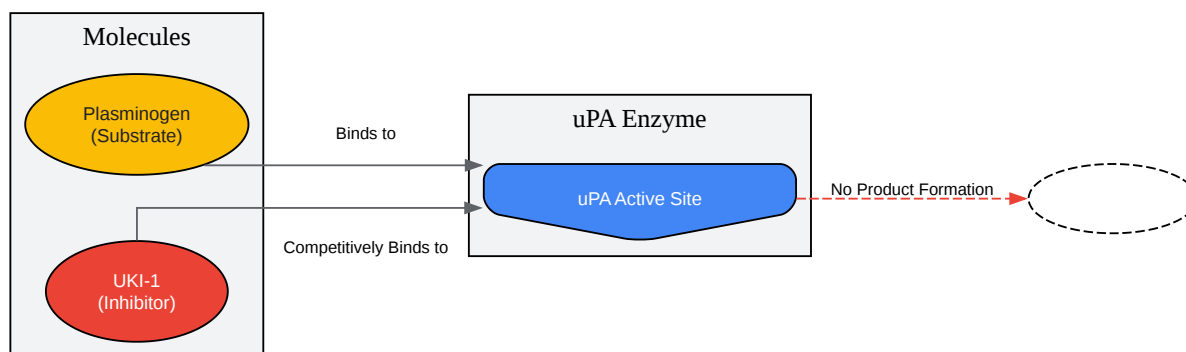 Molecules
Plasminogen
(Substrate)
Binds to
uPA Enzyme
uPA Active Site
No Product Formation
Competitively Binds to
UKI-1
(Inhibitor)